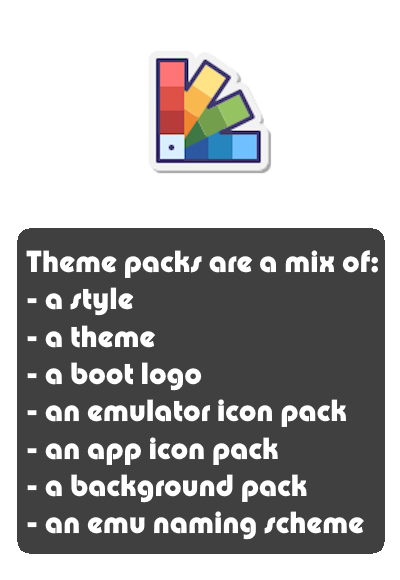 Theme packs are a mix of:
- a style
- a theme
- a boot logo
- an emulator icon pack
- an app icon pack
- a background pack
- an emu naming scheme